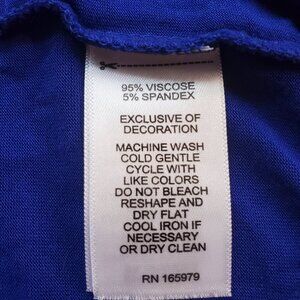 95% VISCOSE
5% SPANDEX
EXCLUSIVE OF
DECORATION
MACHINE WASH
COLD GENTLE
CYCLE WITH
LIKE COLORS
DO NOT BLEACH
RESHAPE AND
DRY FLAT
COOL IRON IF
NECESSARY
OR DRY CLEAN
RN 165979